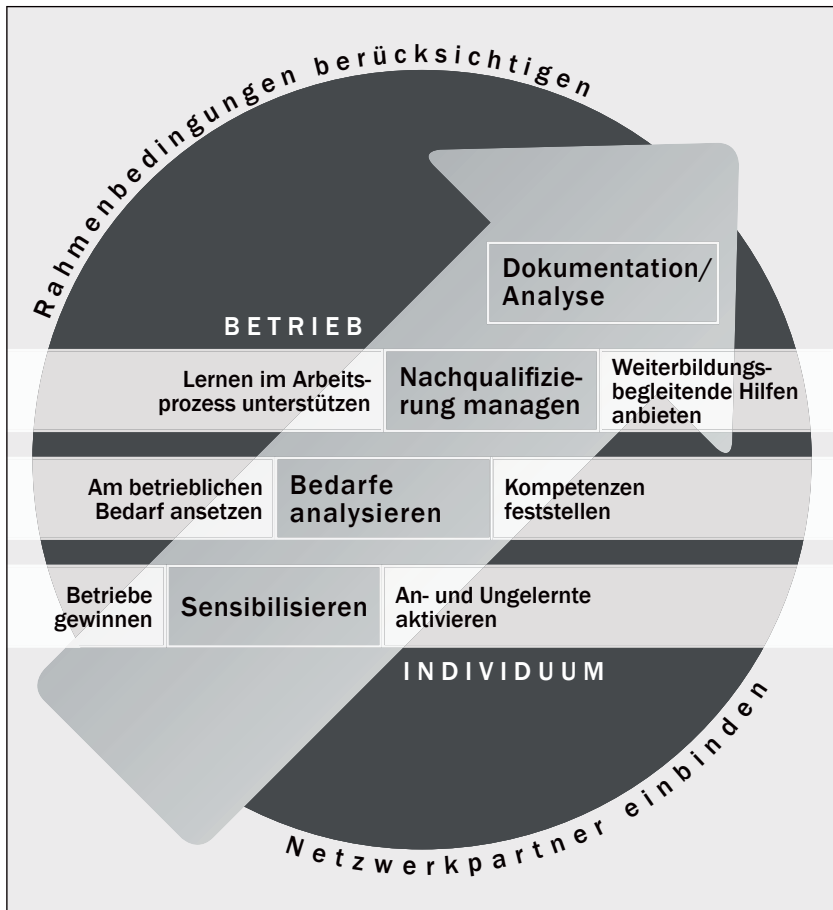 Rahmenbedingungen berücksichtigen
Dokumentation/
Analyse
BETRIEB
Lernen im Arbeits-
prozess unterstützen
Nachqualifizie-
rung managen
Weiterbildungs-
begleitende Hilfen
anbieten
Am betrieblichen
Bedarf ansetzen
Bedarfe
analysieren
Kompetenzen
feststellen
Betriebe
gewinnen
Sensibilisieren
An- und Ungelernte
aktivieren
INDIVIDUUM
Netzwerkpartner einbinden